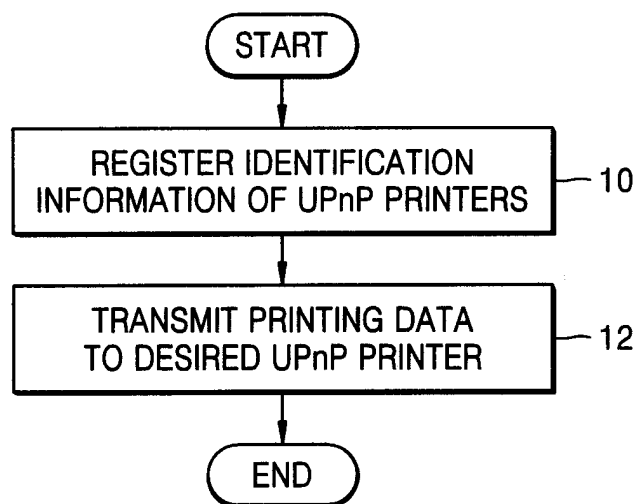 START
REGISTER IDENTIFICATION
INFORMATION OF UPnP PRINTERS
10
TRANSMIT PRINTING DATA
TO DESIRED UPnP PRINTER
12
END